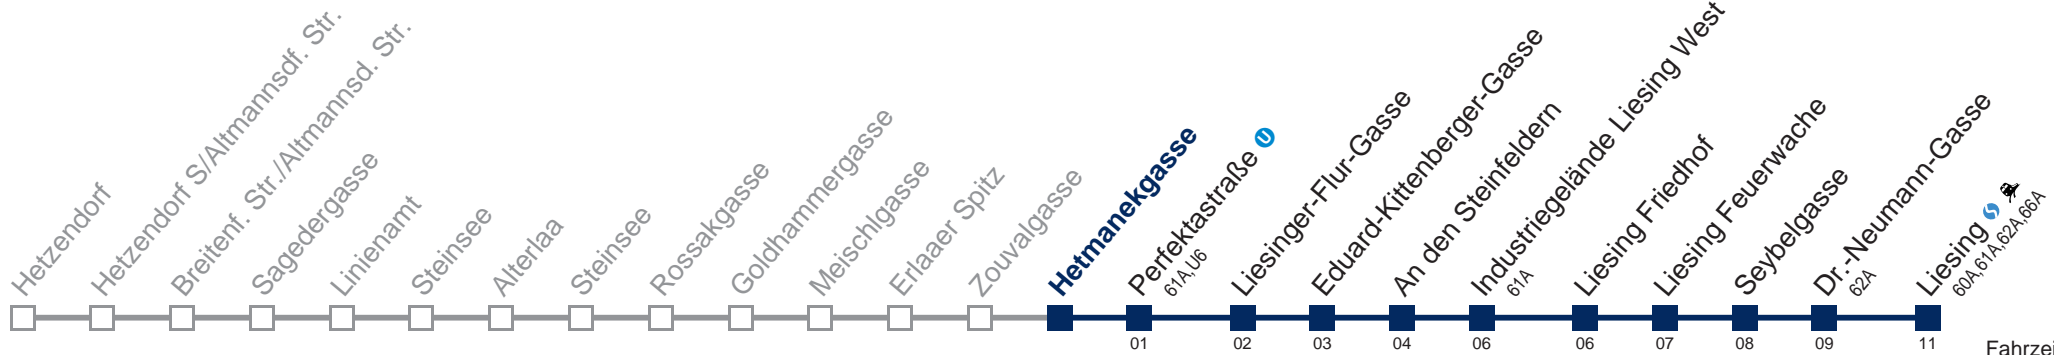 Hetzendorf
Hetzendorf S/Altmannsdf. Str.
Breitenf. Str./Altmannsd. Str.
Sagedergasse
Linienamt
Steinsee
Alterlaa
Steinsee
Rossakgasse
Goldhammergasse
Meischlgasse
Erlaaer Spitz
Zouvalgasse
Hetmanekgasse
Perfektastraße U
61A,U6
Liesinger-Flur-Gasse
Eduard-Kittenberger-Gasse
An den Steinfeldern
Industriegelände Liesing West
61A
Liesing Friedhof
Liesing Feuerwache
Seybelgasse
Dr.-Neumann-Gasse
62A
Liesing S
60A,61A,62A,66A
01 02 03 04 06 06 07 08 09 11
Fahrzei